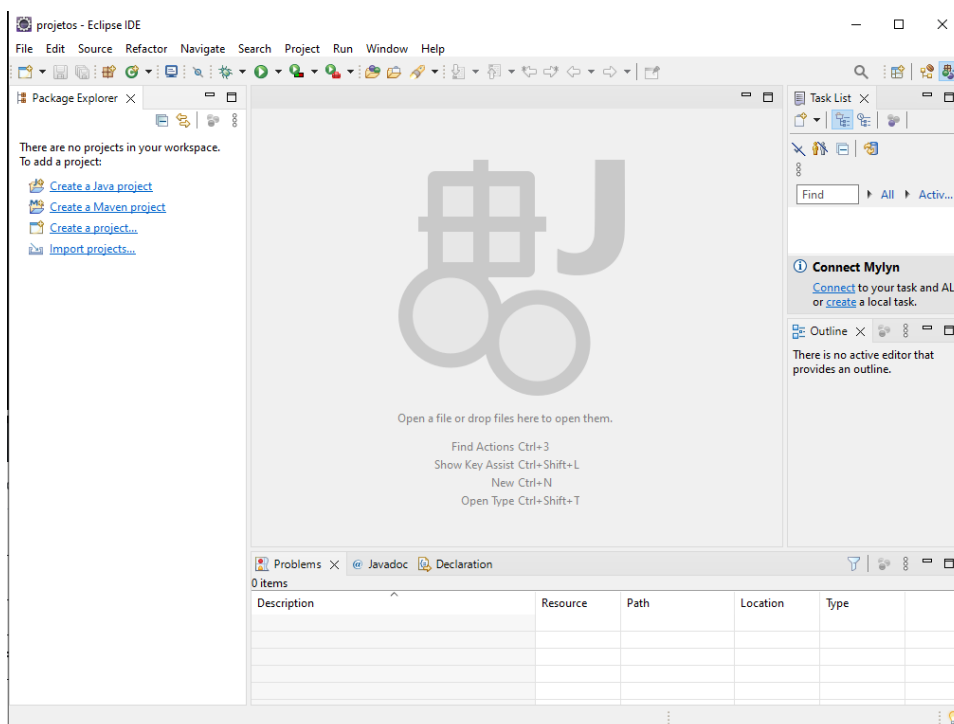 projetos - Eclipse IDE
File Edit Source Refactor Navigate Search Project Run Window Help
Package Explorer
There are no projects in your workspace.
To add a project:
Create a Java project
Create a Maven project
Create a project...
Import projects...
J
Open a file or drop files here to open them.
Find Actions Ctrl+3
Show Key Assist Ctrl+Shift+L
New Ctrl+N
Open Type Ctrl+Shift+T
Task List
Find All Activ...
Connect Mylyn
Connect to your task and AL
or create a local task.
Outline
There is no active editor that
provides an outline.
Problems @ Javadoc Declaration
0 items
Description Resource Path Location Type